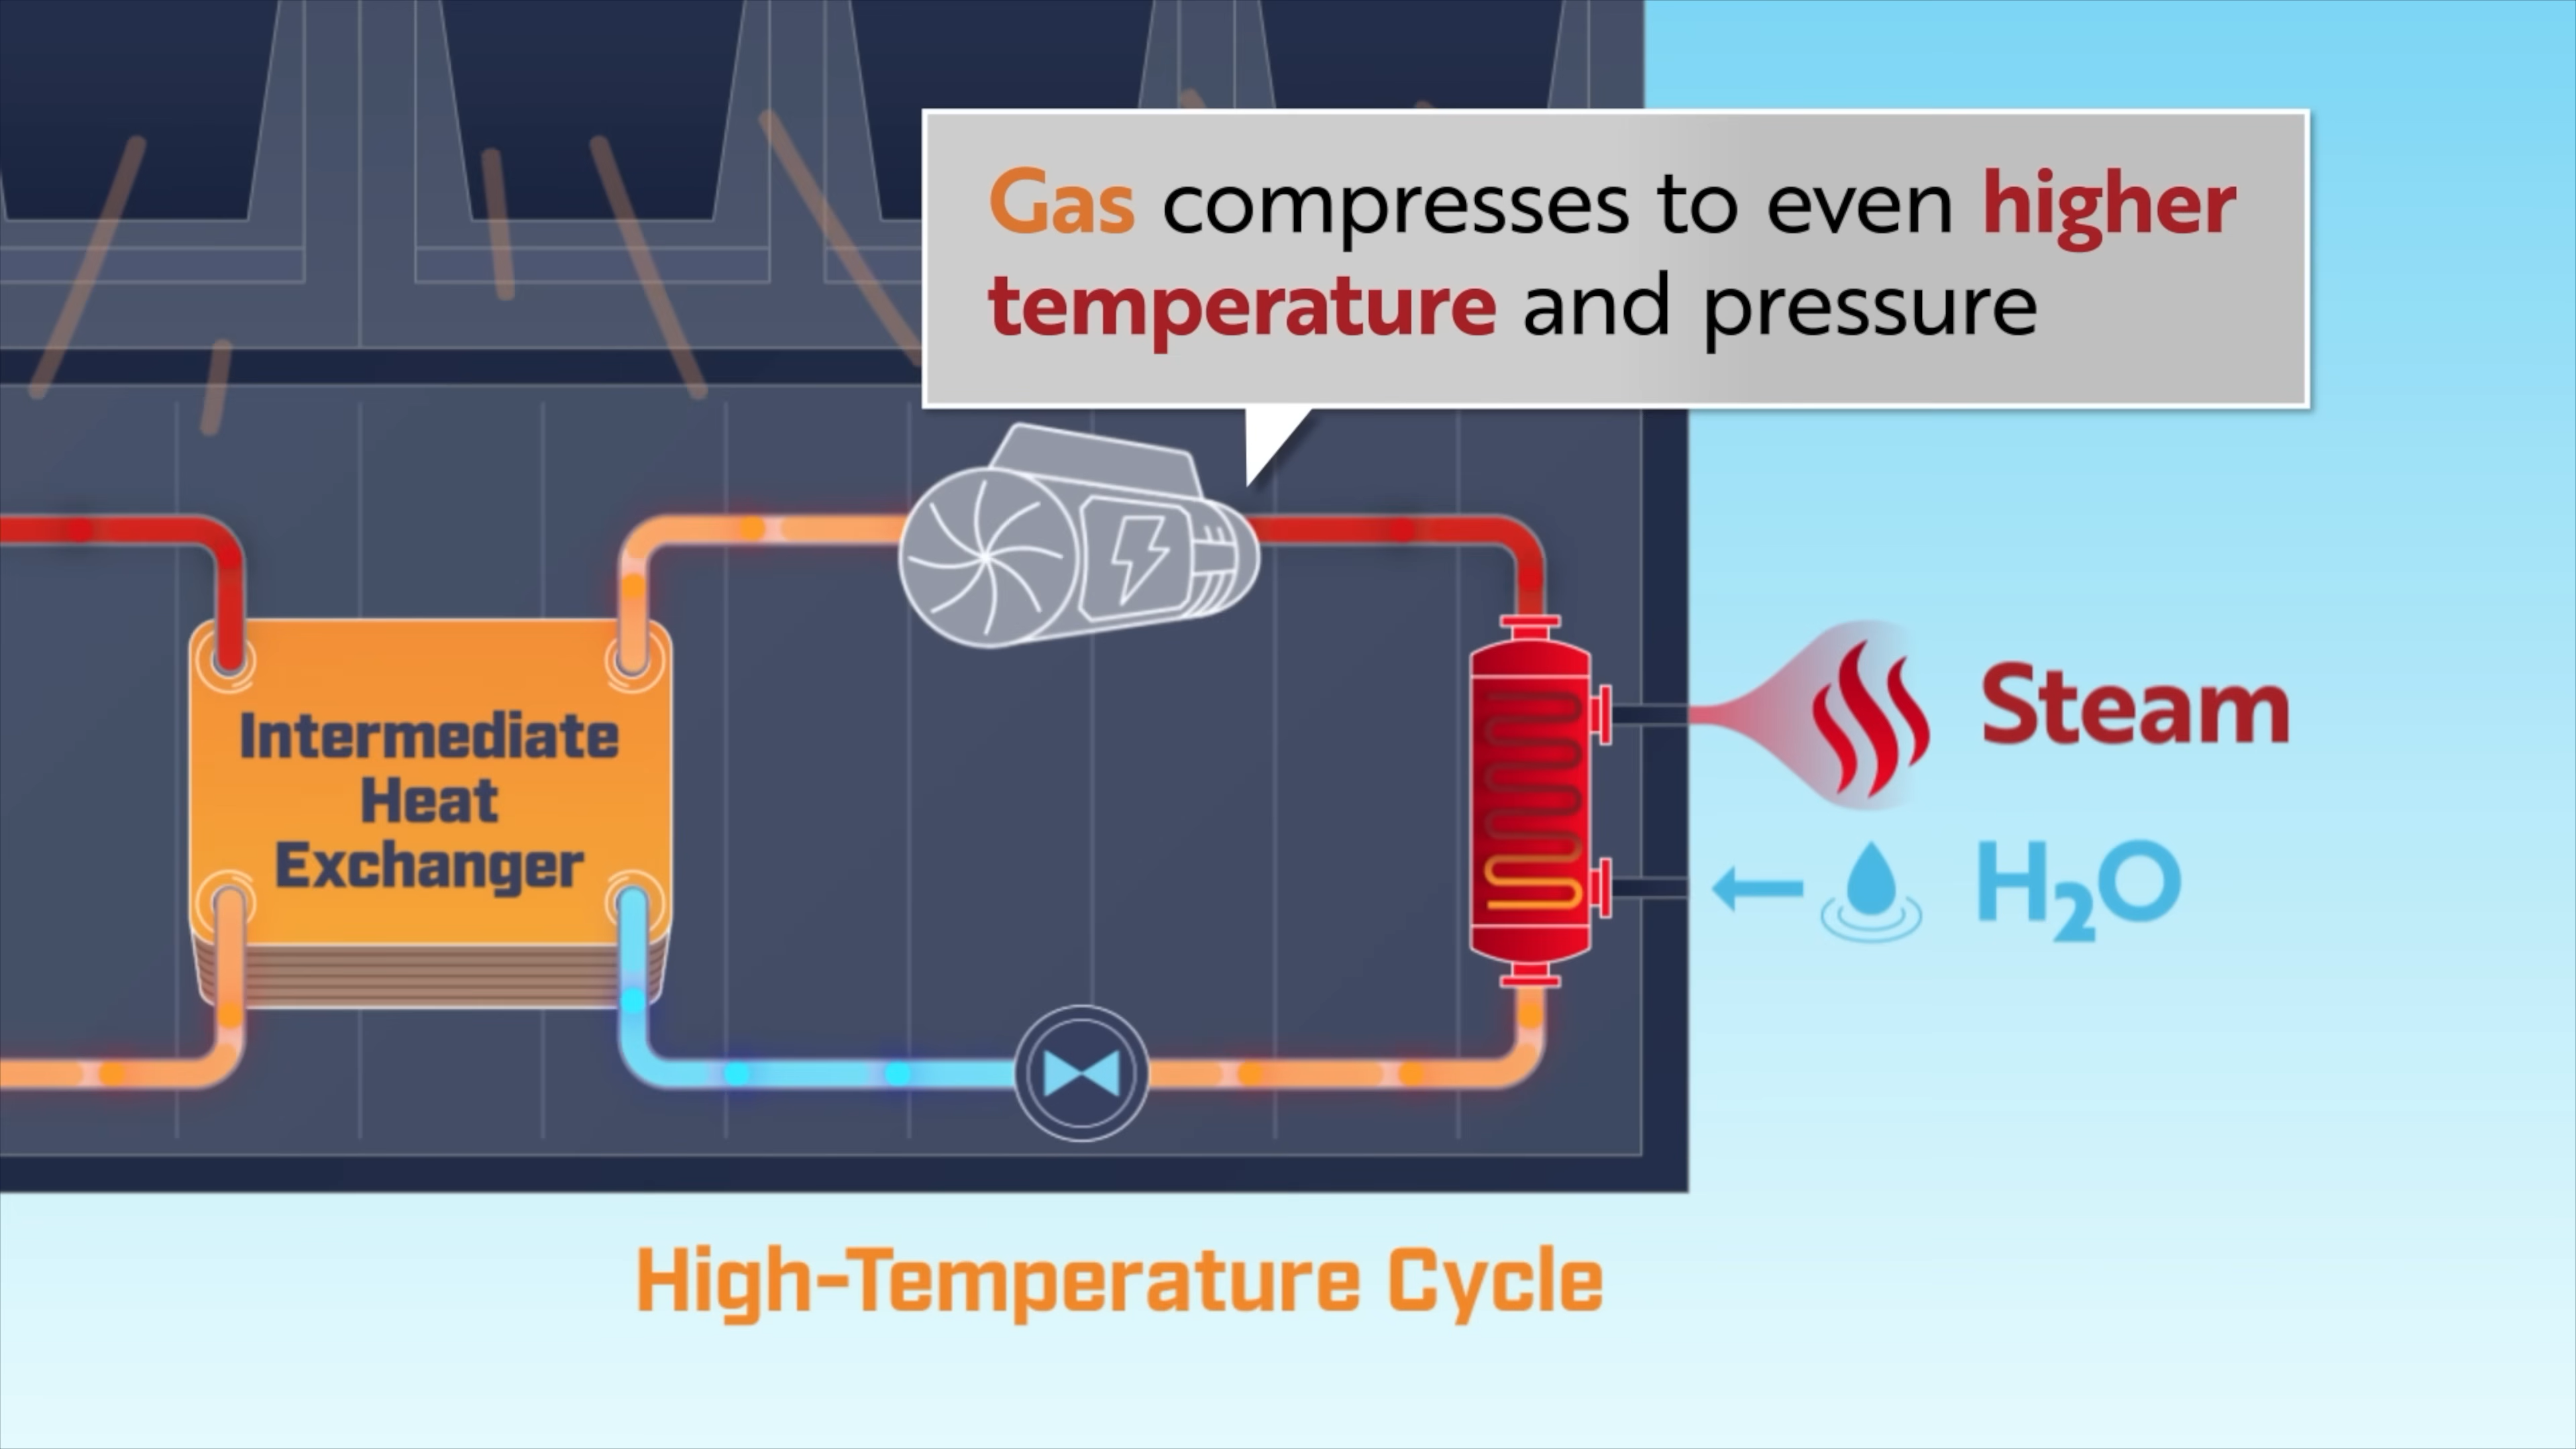 Gas compresses to even higher
temperature and pressure
Intermediate
Heat
Exchanger
Steam
H₂O
High-Temperature Cycle